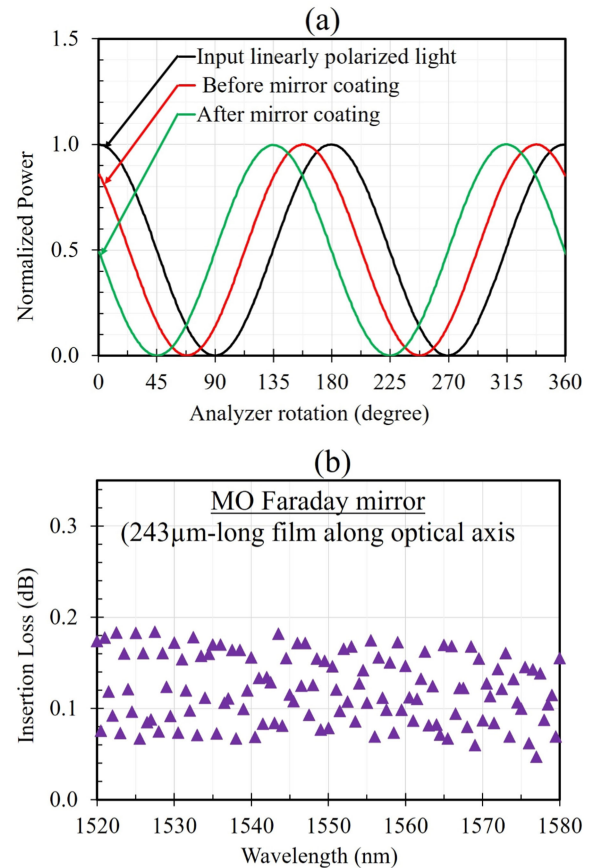 (a)
1.5
Input linearly polarized light
Before mirror coating
After mirror coating
1.0
Normalized Power
0.5
0.0
0 45 90 135 180 225 270 315 360
Analyzer rotation (degree)
(b)
MO Faraday mirror
(243µm-long film along optical axis
0.3
Insertion Loss (dB)
0.2
0.1
0.0
1520 1530 1540 1550 1560 1570 1580
Wavelength (nm)